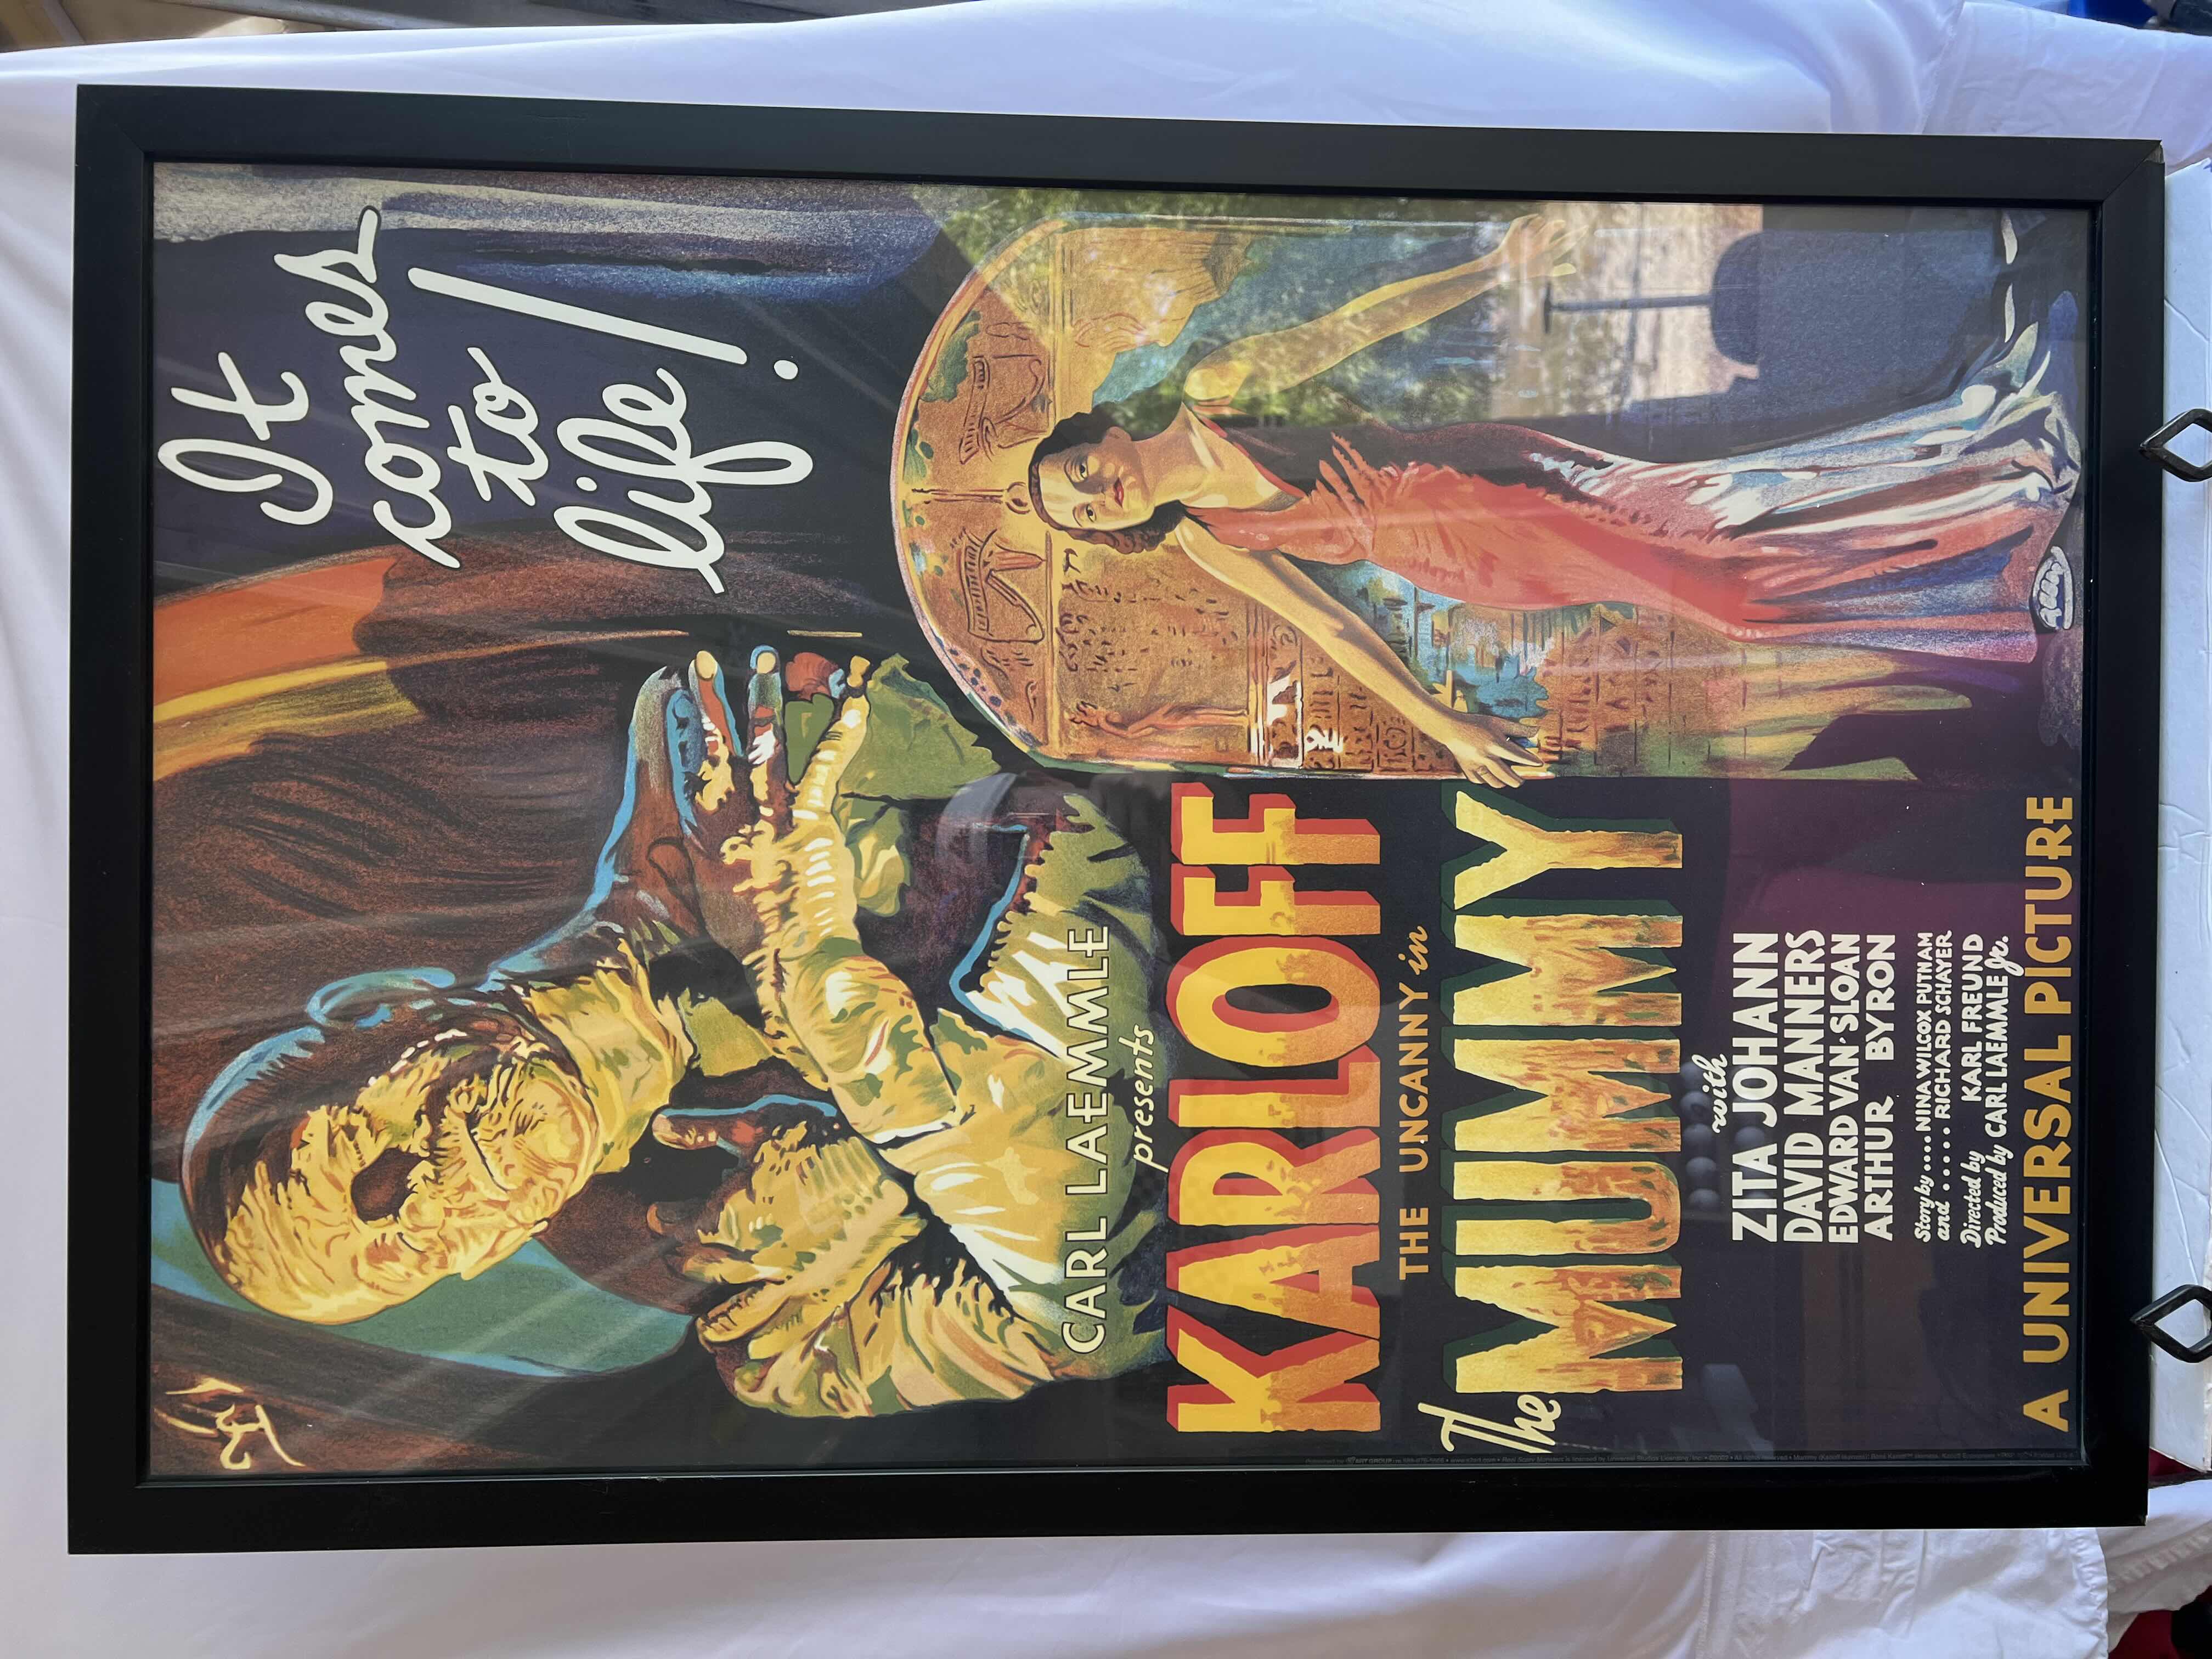 It
comes
to
life!
CARL LAEMMLE
presents
KARLOFF
THE UNCANNY in
The MUMMY
with
ZITA JOHANN
DAVID MANNERS
EDWARD VAN·SLOAN
ARTHUR BYRON
Story by .... NINA WILCOX PUTNAM
and ...... RICHARD SCHAYER
Directed by KARL FREUND
Produced by CARL LAEMMLE Jr.
A UNIVERSAL PICTURE